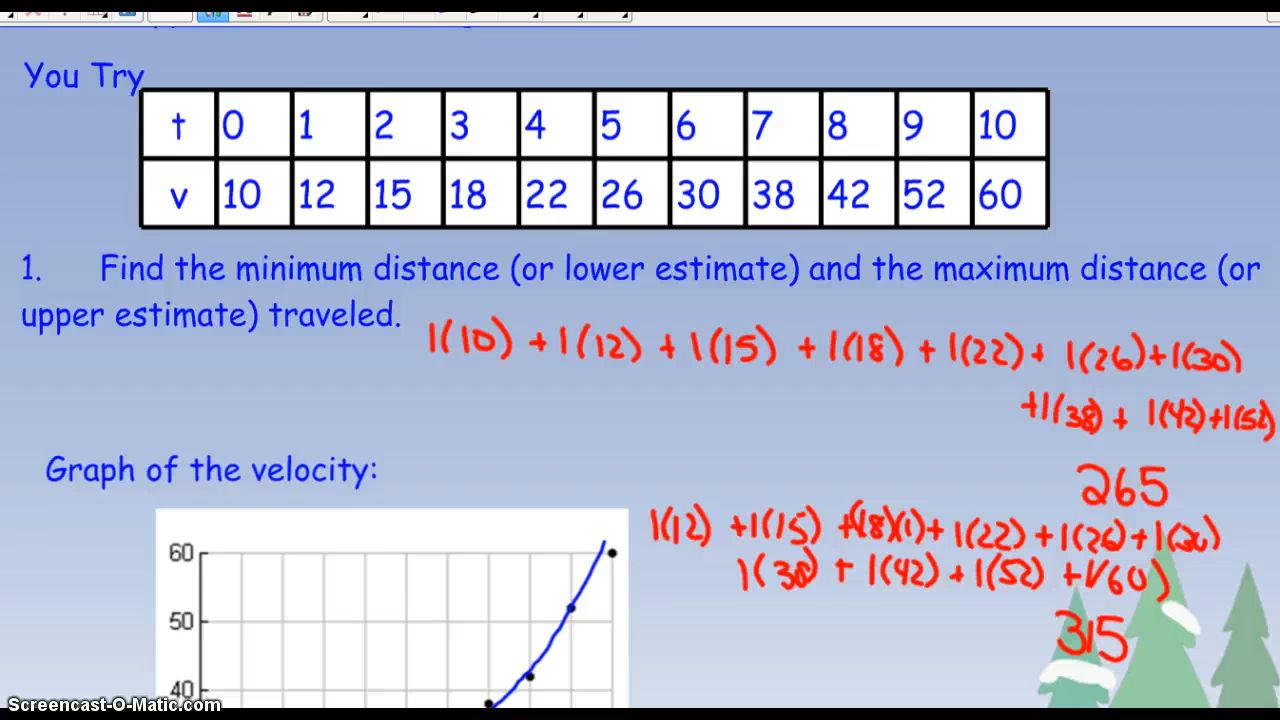 You Try
t 0 1 2 3 4 5 6 7 8 9 10
v 10 12 15 18 22 26 30 38 42 52 60
1. Find the minimum distance (or lower estimate) and the maximum distance (or
upper estimate) traveled.
1(10) + 1(12) + 1(15) + 1(18) + 1(22) + 1(26) + 1(30)
+1(38) + 1(42) + 1(52)
265
Graph of the velocity:
1(12) + 1(15) + (18)(1) + 1(22) + 1(26) + 1(30)
1(38) + 1(42) + 1(52) + 1(60)
315
60
50
40
Screencast-O-Matic.com